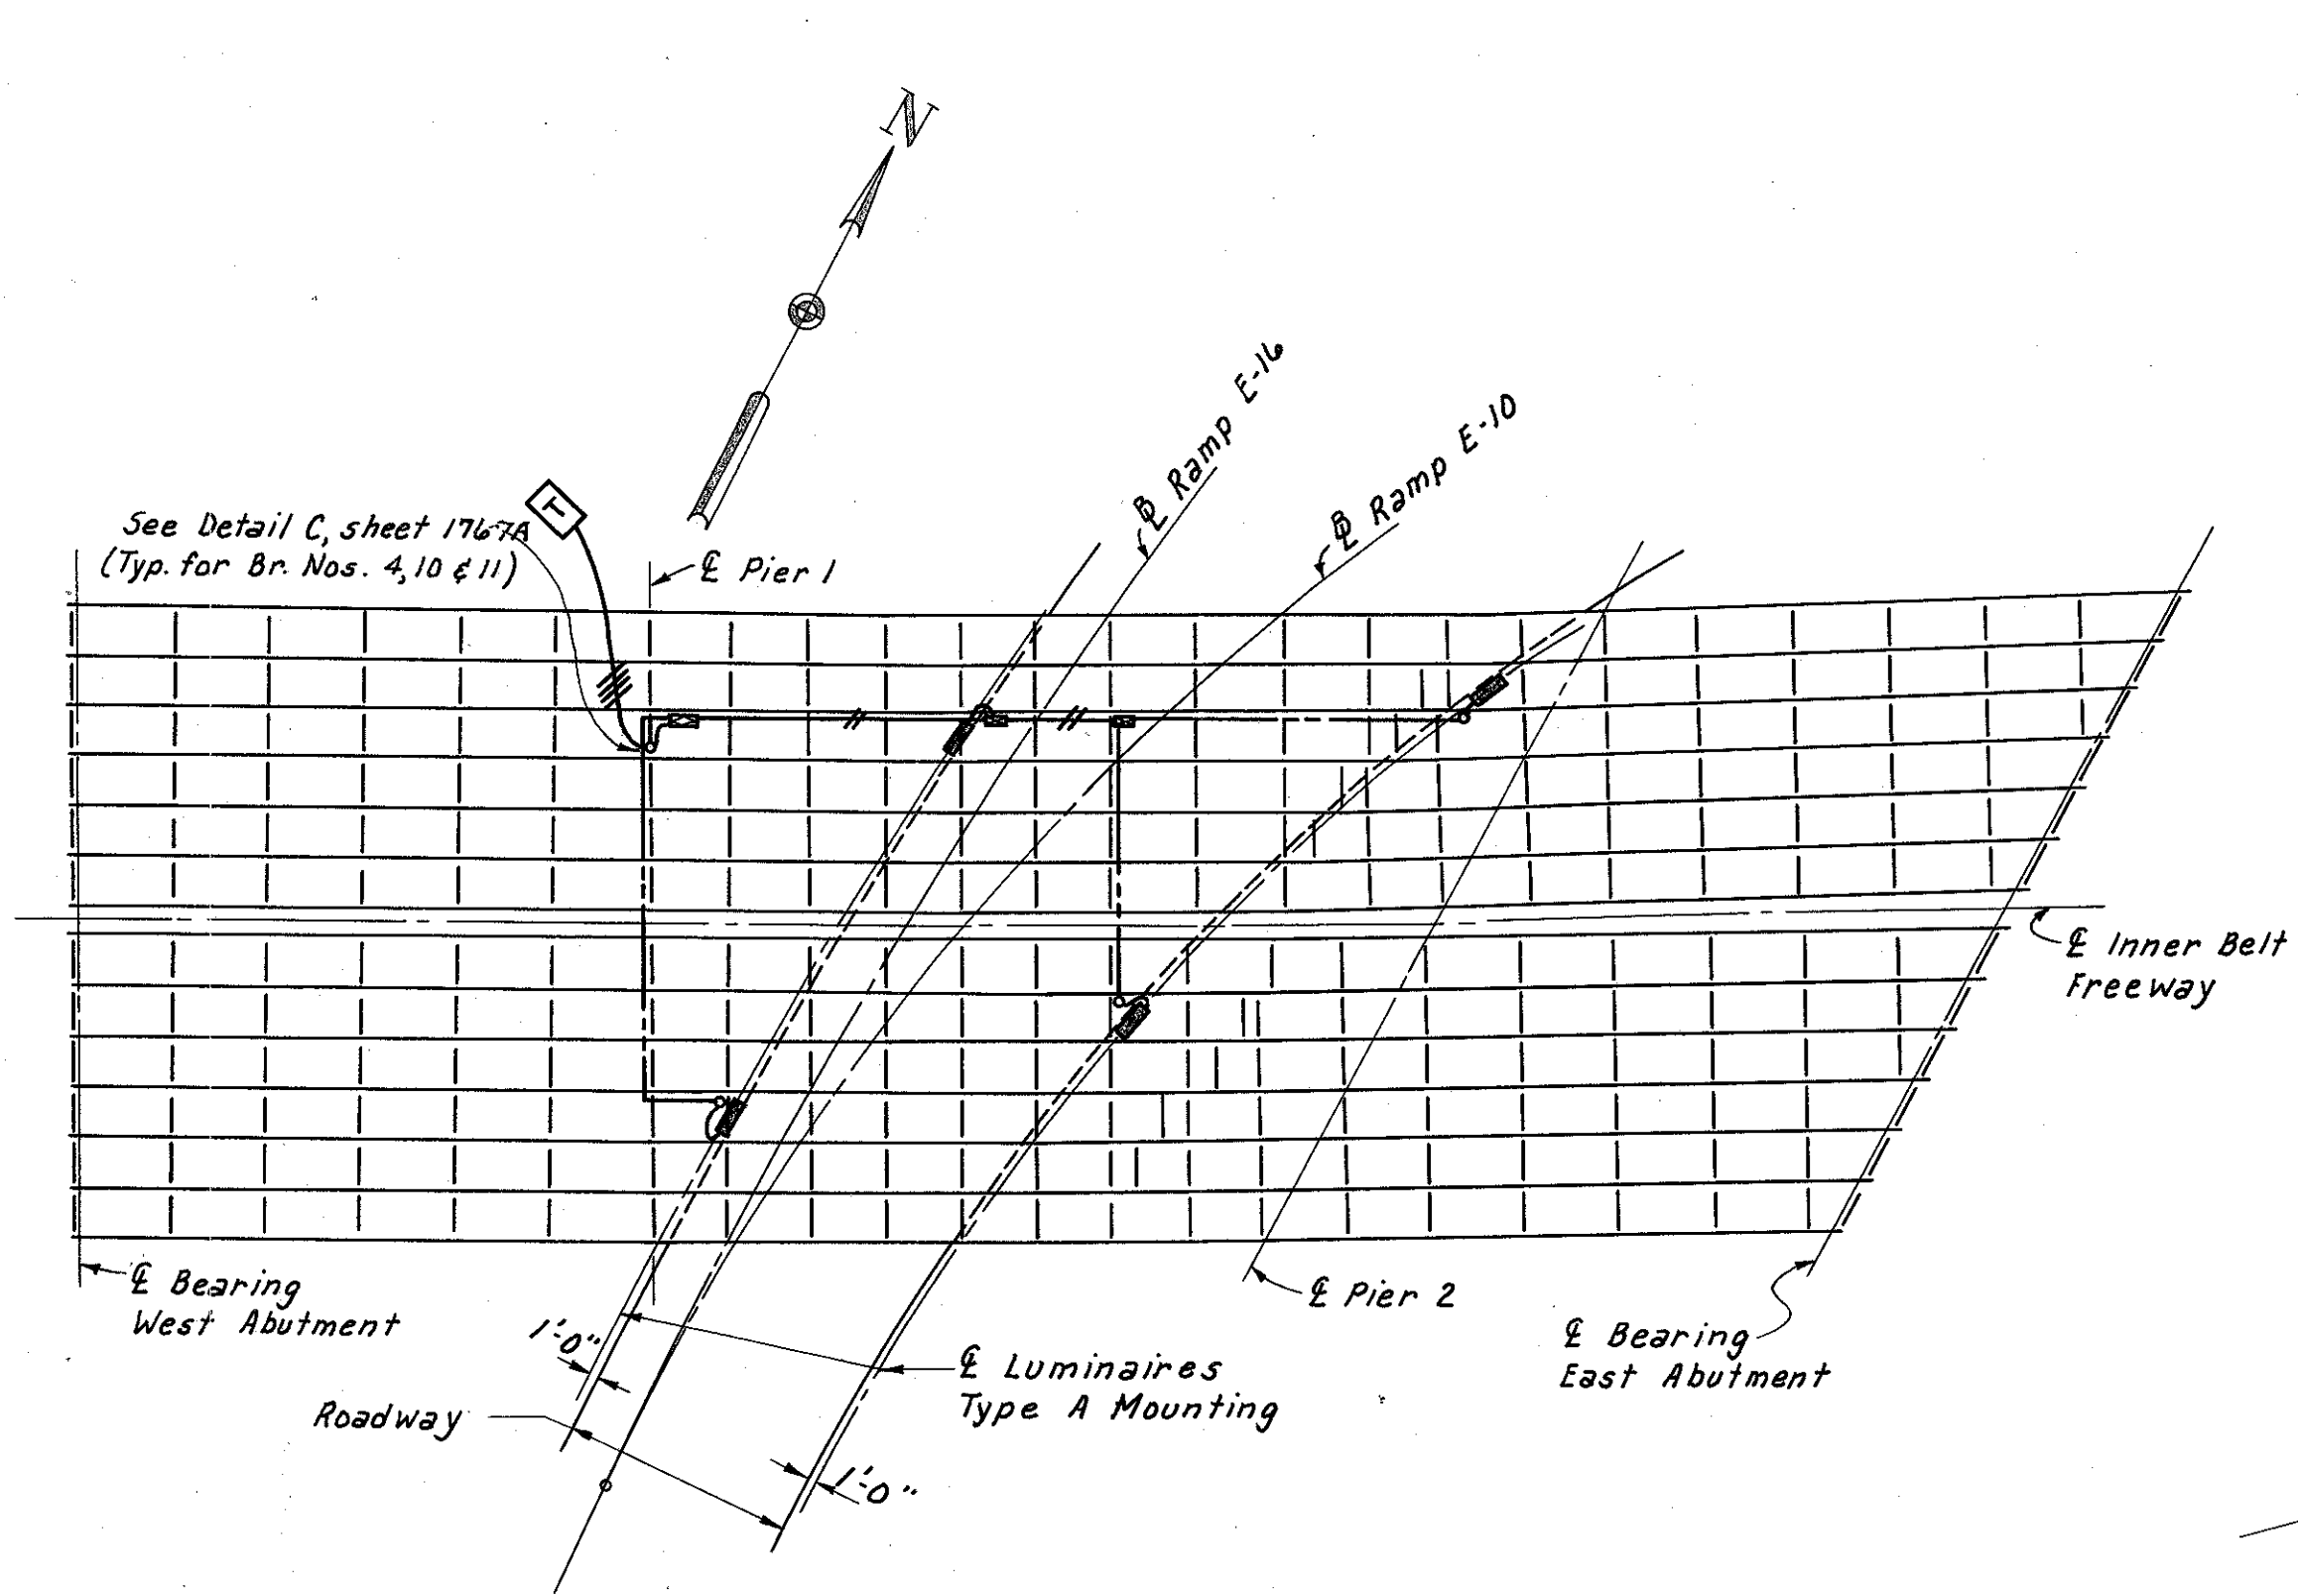 N
℄ Ramp E-16
℄ Ramp E-10
T
See Detail C, sheet 1767A
(Typ. for Br. Nos. 4, 10 & 11)
℄ Pier 1
℄ Inner Belt
Freeway
℄ Bearing
West Abutment
1'-0"
Roadway
℄ Luminaires
Type A Mounting
1'-0"
℄ Pier 2
℄ Bearing
East Abutment